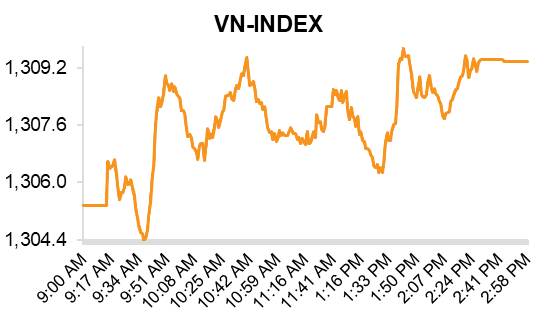 VN-INDEX
1,309.2
1,307.6
1,306.0
1,304.4
9:00 AM
9:17 AM
9:34 AM
9:51 AM
10:08 AM
10:25 AM
10:42 AM
10:59 AM
11:16 AM
11:41 AM
1:16 PM
1:33 PM
1:50 PM
2:07 PM
2:24 PM
2:41 PM
2:58 PM